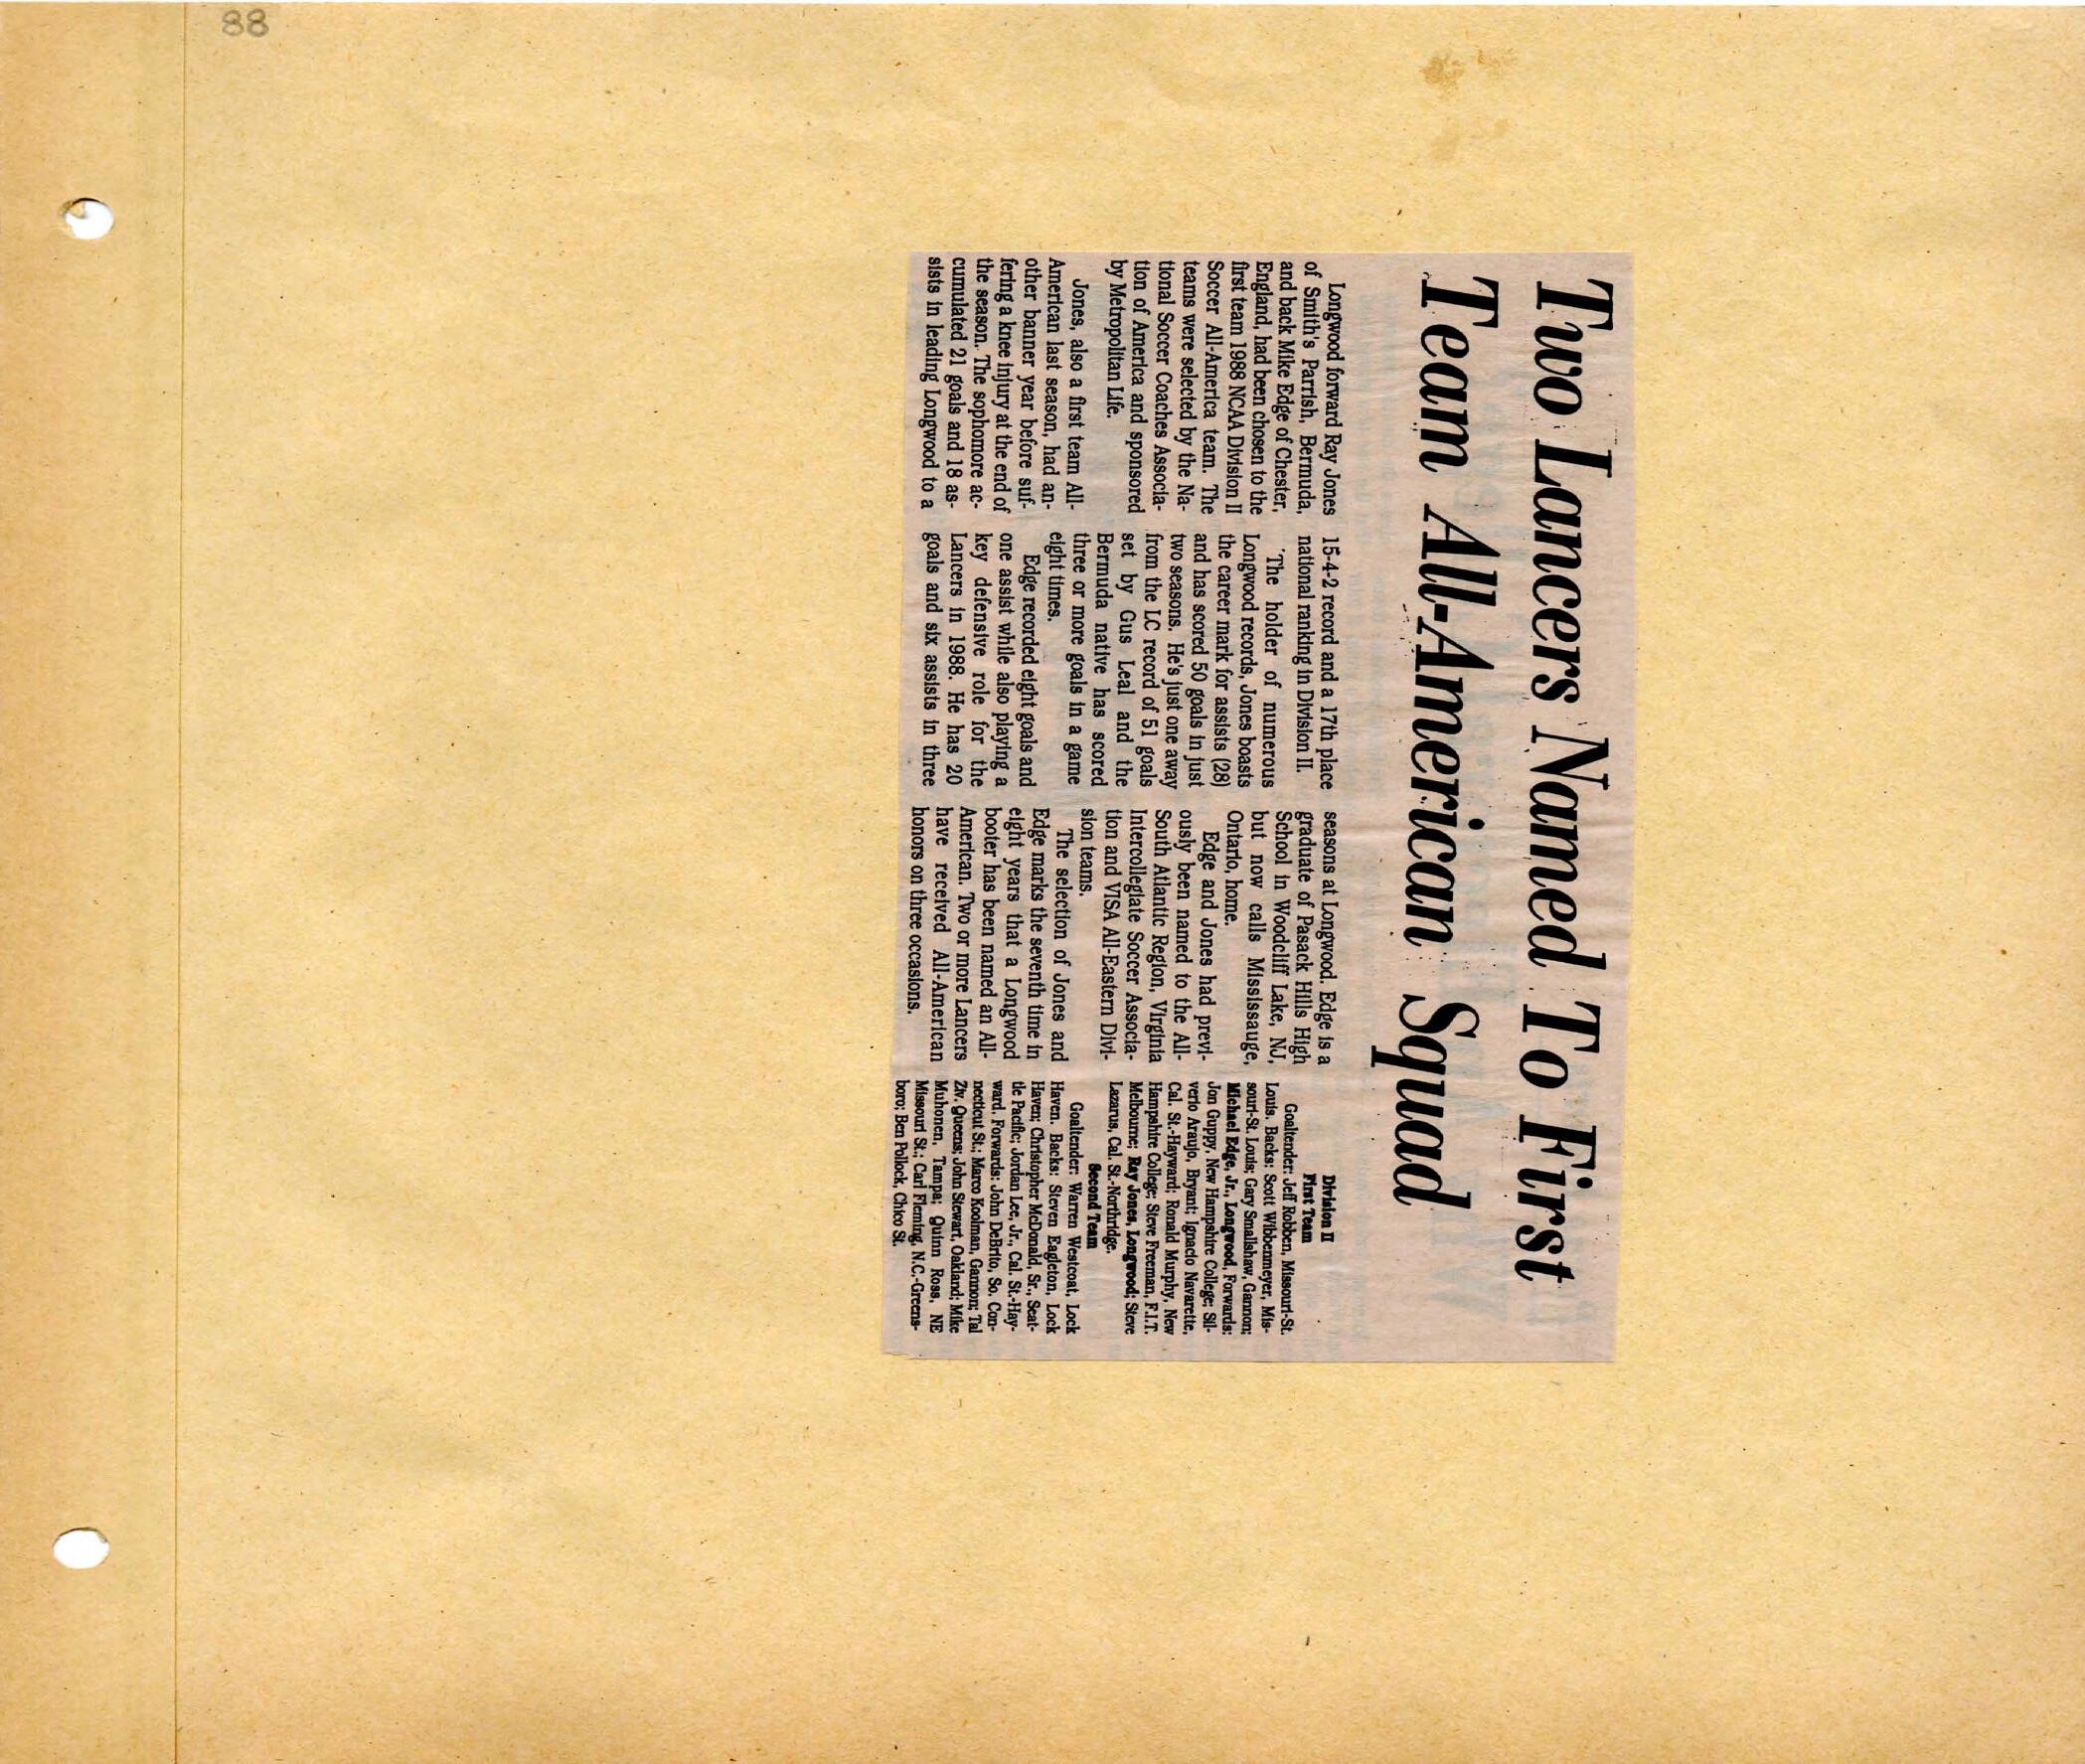 88
Two Lancers Named To First
Team All-American Squad
Longwood forward Ray Jones
of Smith's Parrish, Bermuda,
and back Mike Edge of Chester,
England, had been chosen to the
first team 1988 NCAA Division II
Soccer All-America team. The
teams were selected by the Na-
tional Soccer Coaches Associa-
tion of America and sponsored
by Metropolitan Life.
Jones, also a first team All-
American last season, had an-
other banner year before suf-
fering a knee injury at the end of
the season. The sophomore ac-
cumulated 21 goals and 18 as-
sists in leading Longwood to a
15-4-2 record and a 17th place
national ranking in Division II.
The holder of numerous
Longwood records, Jones boasts
the career mark for assists (28)
and has scored 50 goals in just
two seasons. He's just one away
from the LC record of 51 goals
set by Gus Leal and the
Bermuda native has scored
three or more goals in a game
eight times.
Edge recorded eight goals and
one assist while also playing a
key defensive role for the
Lancers in 1988. He has 20
goals and six assists in three
seasons at Longwood. Edge is a
graduate of Pasack Hills High
School in Woodcliff Lake, NJ,
but now calls Mississauge,
Ontario, home.
Edge and Jones had previ-
ously been named to the All-
South Atlantic Region, Virginia
Intercollegiate Soccer Associa-
tion and VISA All-Eastern Divi-
sion teams.
The selection of Jones and
Edge marks the seventh time in
eight years that a Longwood
booter has been named an All-
American. Two or more Lancers
have received All-American
honors on three occasions.
Division II
First Team
Goaltender: Jeff Robben, Missouri-St.
Louis. Backs: Scott Wibbenmeyer, Mis-
souri-St. Louis; Gary Smallshaw, Gannon;
Michael Edge, Jr., Longwood, Forwards:
Jon Guppy, New Hampshire College; Sil-
verio Araujo, Bryant; Ignacio Navarette,
Cal. St.-Hayward; Ronald Murphy, New
Hampshire College; Steve Freeman, F.I.T.
Melbourne; Ray Jones, Longwood; Steve
Lazarus, Cal. St.-Northridge.
Second Team
Goaltender: Warren Westcoat, Lock
Haven. Backs: Steven Eagleton, Lock
Haven; Christopher McDonald, Sr., Seat-
tle Pacific; Jordan Lee, Jr., Cal. St.-Hay-
ward. Forwards: John DeBrito, So. Con-
necticut St.; Marco Koolman, Gannon; Tal
Ziv, Queens; John Stewart, Oakland; Mike
Muhonen, Tampa; Quinn Ross, NE
Missouri St.; Carl Fleming, N.C.-Greens-
boro; Ben Pollock, Chico St.